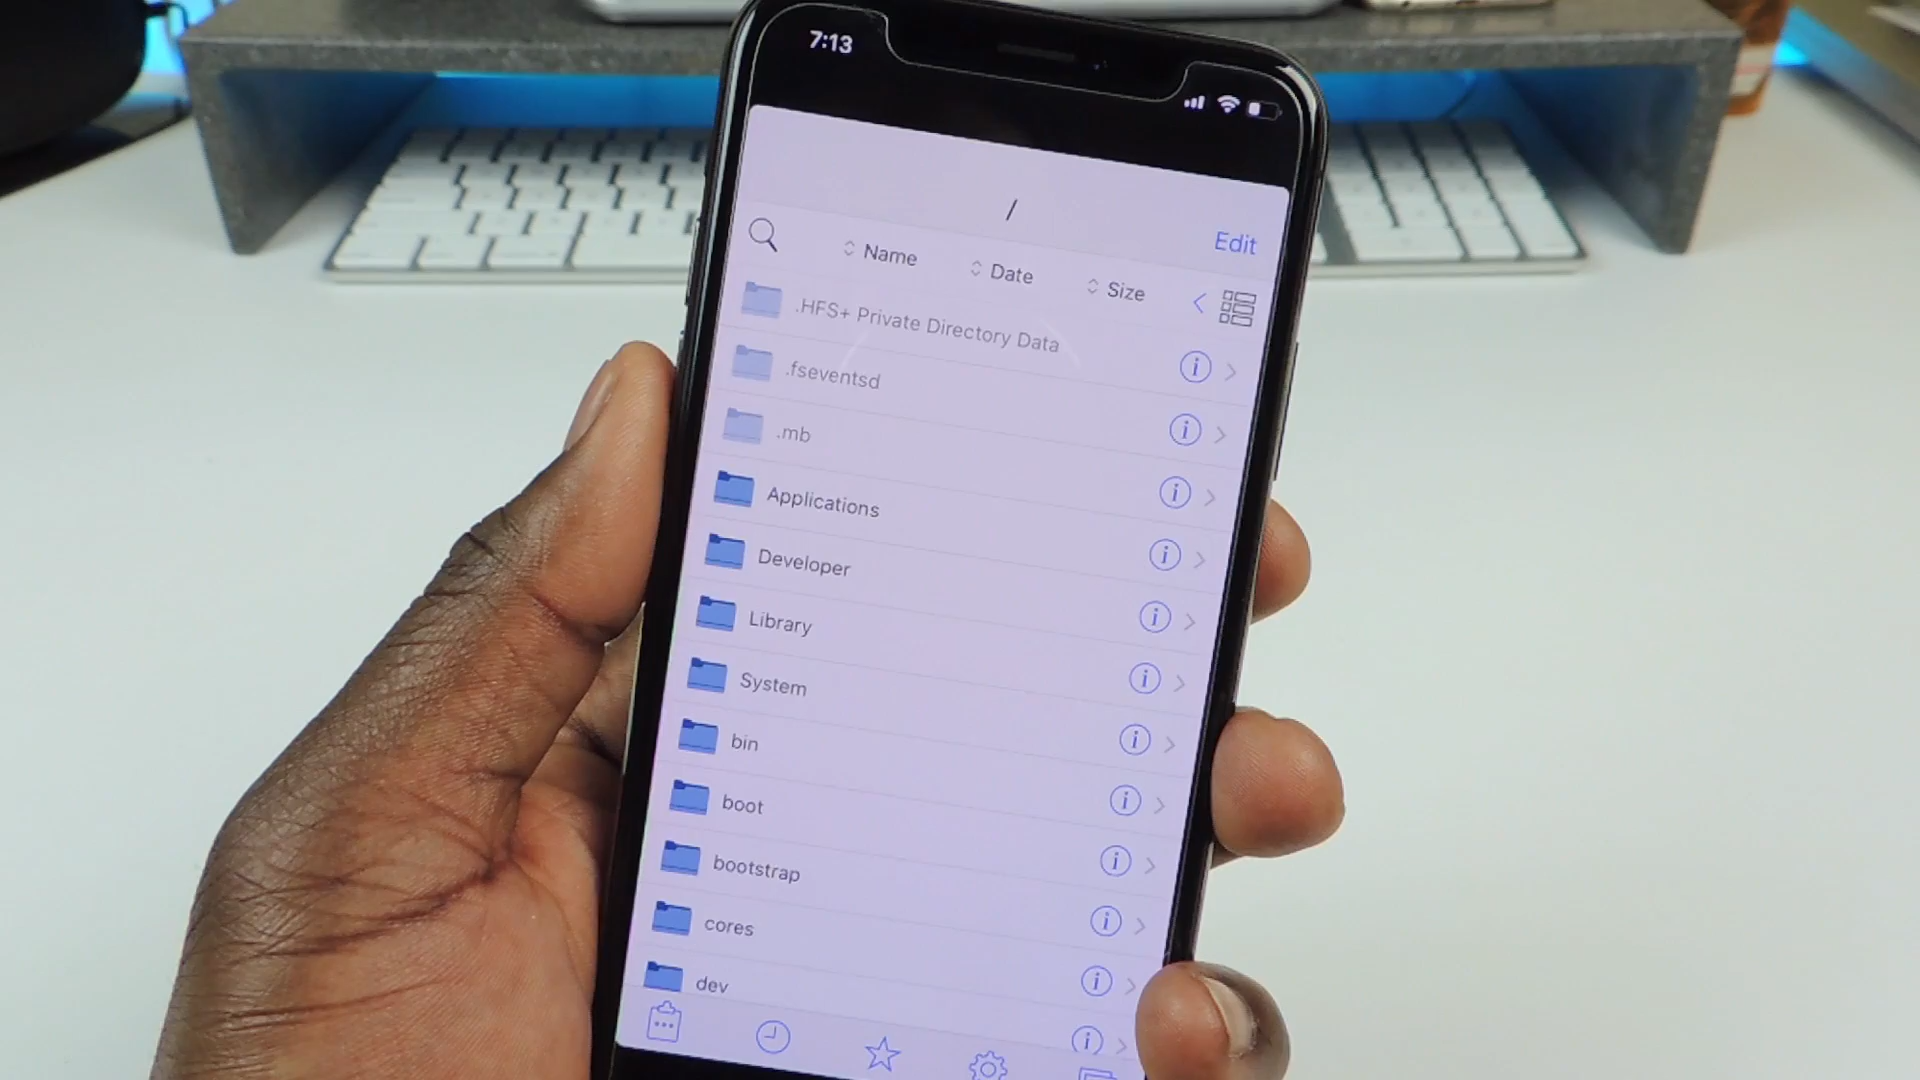 7:13
/
Edit
Name Date Size
.HFS+ Private Directory Data
.fseventsd
.mb
Applications
Developer
Library
System
bin
boot
bootstrap
cores
dev